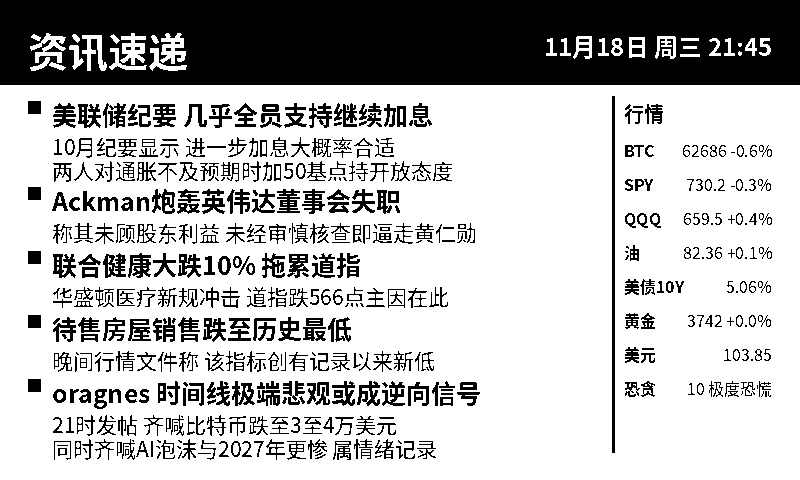 资讯速递
11月18日 周三 21:45
美联储纪要 几乎全员支持继续加息
10月纪要显示 进一步加息大概率合适
两人对通胀不及预期时加50基点持开放态度
Ackman炮轰英伟达董事会失职
称其未顾股东利益 未经审慎核查即逼走黄仁勋
联合健康大跌10% 拖累道指
华盛顿医疗新规冲击 道指跌566点主因在此
待售房屋销售跌至历史最低
晚间行情文件称 该指标创有记录以来新低
oragnes 时间线极端悲观或成逆向信号
21时发帖 齐喊比特币跌至3至4万美元
同时齐喊AI泡沫与2027年更惨 属情绪记录
行情
BTC 62686 -0.6%
SPY 730.2 -0.3%
QQQ 659.5 +0.4%
油 82.36 +0.1%
美债10Y 5.06%
黄金 3742 +0.0%
美元 103.85
恐贪 10 极度恐慌